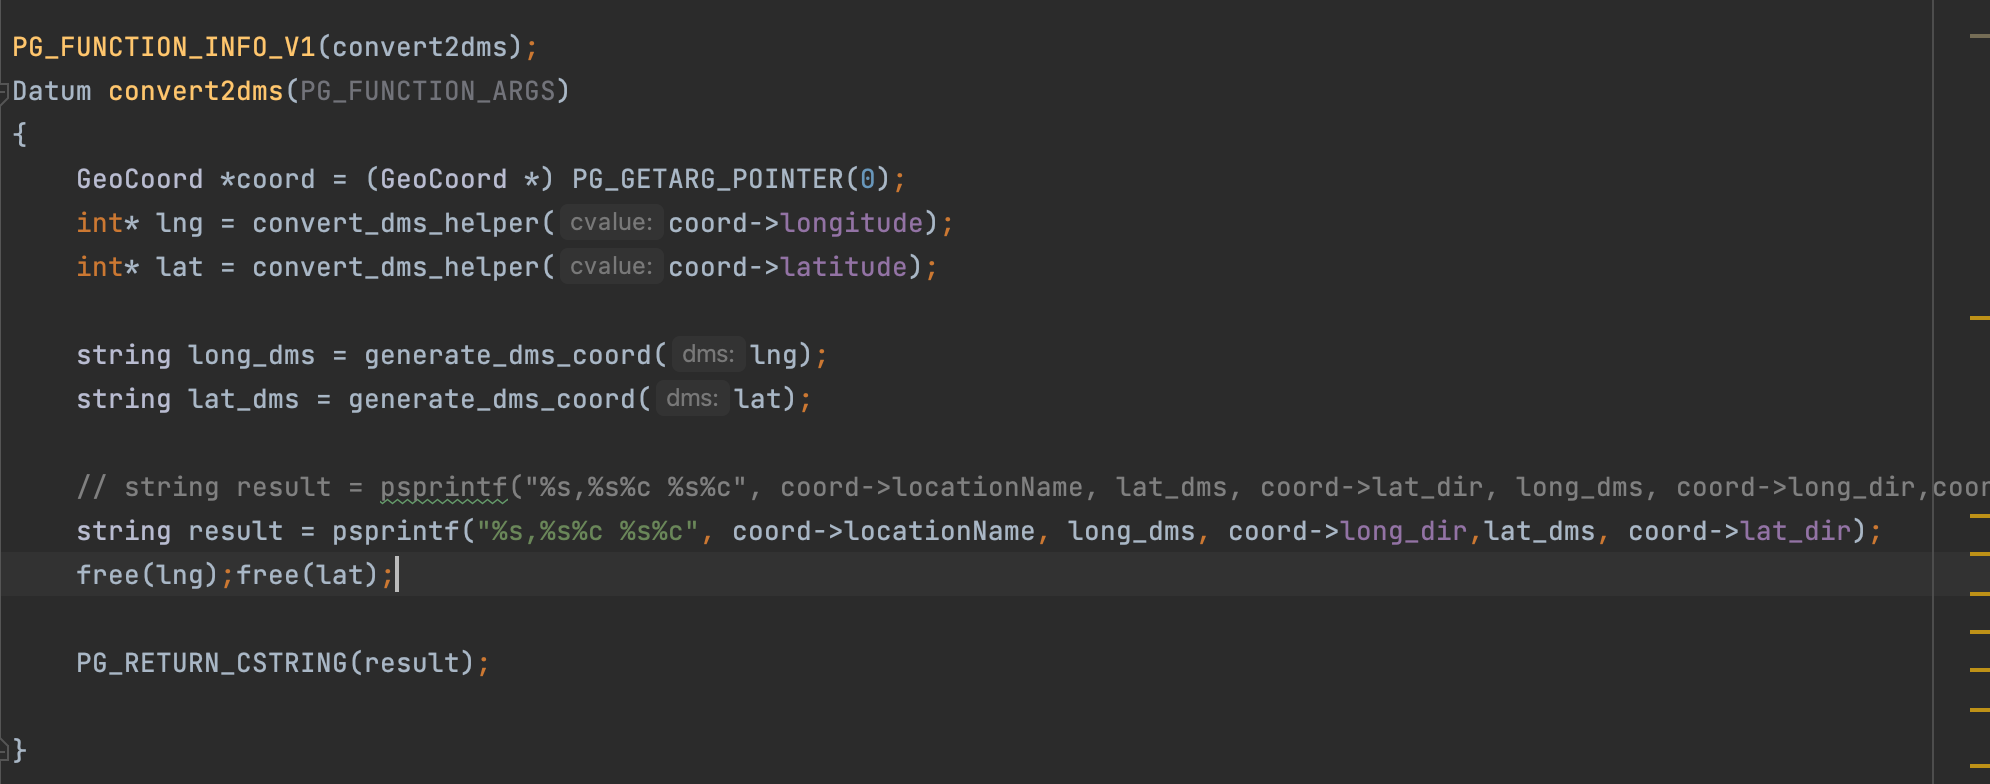 PG_FUNCTION_INFO_V1(convert2dms);
Datum convert2dms(PG_FUNCTION_ARGS)
{
    GeoCoord *coord = (GeoCoord *) PG_GETARG_POINTER(0);
    int* lng = convert_dms_helper( cvalue: coord->longitude);
    int* lat = convert_dms_helper( cvalue: coord->latitude);

    string long_dms = generate_dms_coord( dms: lng);
    string lat_dms = generate_dms_coord( dms: lat);

    // string result = psprintf("%s,%s%c %s%c", coord->locationName, lat_dms, coord->lat_dir, long_dms, coord->long_dir,
    string result = psprintf("%s,%s%c %s%c", coord->locationName, long_dms, coord->long_dir,lat_dms, coord->lat_dir);
    free(lng);free(lat);

    PG_RETURN_CSTRING(result);

}